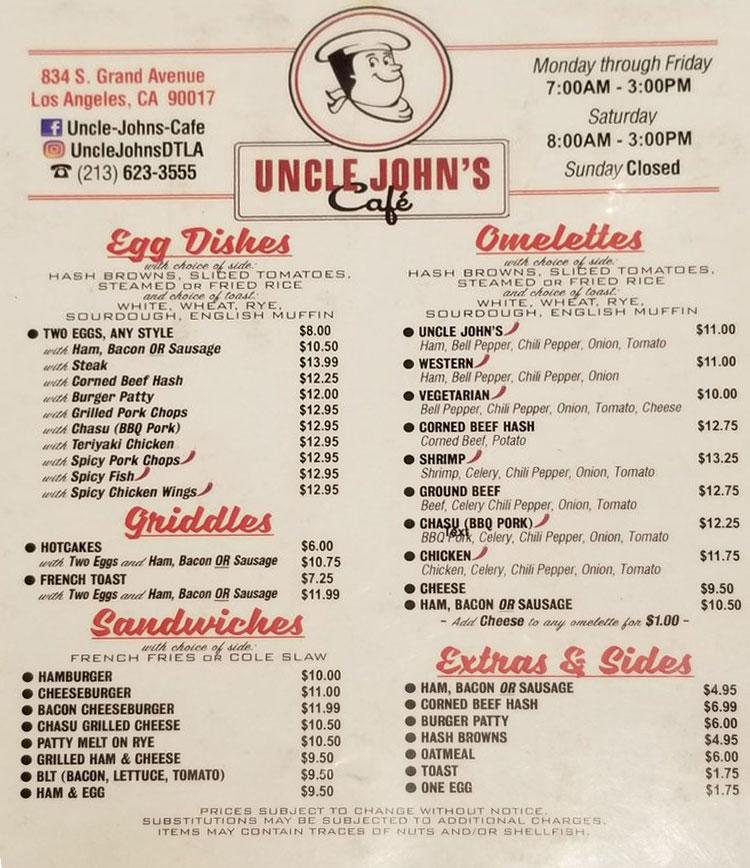 834 S. Grand Avenue
Los Angeles, CA 90017
Uncle-Johns-Cafe
UncleJohnsDTLA
(213) 623-3555
UNCLE JOHN'S
Café
Monday through Friday
7:00AM - 3:00PM
Saturday
8:00AM - 3:00PM
Sunday Closed
Egg Dishes
with choice of side:
HASH BROWNS, SLICED TOMATOES,
STEAMED OR FRIED RICE
and choice of toast:
WHITE, WHEAT, RYE,
SOURDOUGH, ENGLISH MUFFIN
TWO EGGS, ANY STYLE $8.00
with Ham, Bacon OR Sausage $10.50
with Steak $13.99
with Corned Beef Hash $12.25
with Burger Patty $12.00
with Grilled Pork Chops $12.95
with Chasu (BBQ Pork) $12.95
with Teriyaki Chicken $12.95
with Spicy Pork Chops $12.95
with Spicy Fish $12.95
with Spicy Chicken Wings $12.95
Griddles
HOTCAKES $6.00
with Two Eggs and Ham, Bacon OR Sausage $10.75
FRENCH TOAST $7.25
with Two Eggs and Ham, Bacon OR Sausage $11.99
Sandwiches
with choice of side:
FRENCH FRIES OR COLE SLAW
HAMBURGER $10.00
CHEESEBURGER $11.00
BACON CHEESEBURGER $11.99
CHASU GRILLED CHEESE $10.50
PATTY MELT ON RYE $10.50
GRILLED HAM & CHEESE $9.50
BLT (BACON, LETTUCE, TOMATO) $9.50
HAM & EGG $9.50
Omelettes
with choice of side:
HASH BROWNS, SLICED TOMATOES,
STEAMED OR FRIED RICE
and choice of toast:
WHITE, WHEAT, RYE,
SOURDOUGH, ENGLISH MUFFIN
UNCLE JOHN'S $11.00
Ham, Bell Pepper, Chili Pepper, Onion, Tomato
WESTERN $11.00
Ham, Bell Pepper, Chili Pepper, Onion
VEGETARIAN $10.00
Bell Pepper, Chili Pepper, Onion, Tomato, Cheese
CORNED BEEF HASH $12.75
Corned Beef, Potato
SHRIMP $13.25
Shrimp, Celery, Chili Pepper, Onion, Tomato
GROUND BEEF $12.75
Beef, Celery Chili Pepper, Onion, Tomato
CHASU (BBQ PORK) $12.25
Text
BBQ Pork, Celery, Chili Pepper, Onion, Tomato
CHICKEN $11.75
Chicken, Celery, Chili Pepper, Onion, Tomato
CHEESE $9.50
HAM, BACON OR SAUSAGE $10.50
- Add Cheese to any omelette for $1.00 -
Extras & Sides
HAM, BACON OR SAUSAGE $4.95
CORNED BEEF HASH $6.99
BURGER PATTY $6.00
HASH BROWNS $4.95
OATMEAL $6.00
TOAST $1.75
ONE EGG $1.75
PRICES SUBJECT TO CHANGE WITHOUT NOTICE.
SUBSTITUTIONS MAY BE SUBJECTED TO ADDITIONAL CHARGES.
ITEMS MAY CONTAIN TRACES OF NUTS AND/OR SHELLFISH.